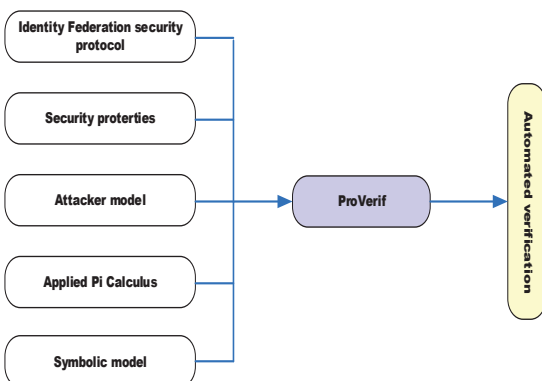 Identity Federation security
protocol
Security proterties
Attacker model
ProVerif
Applied Pi Calculus
Symbolic model
Automated verification